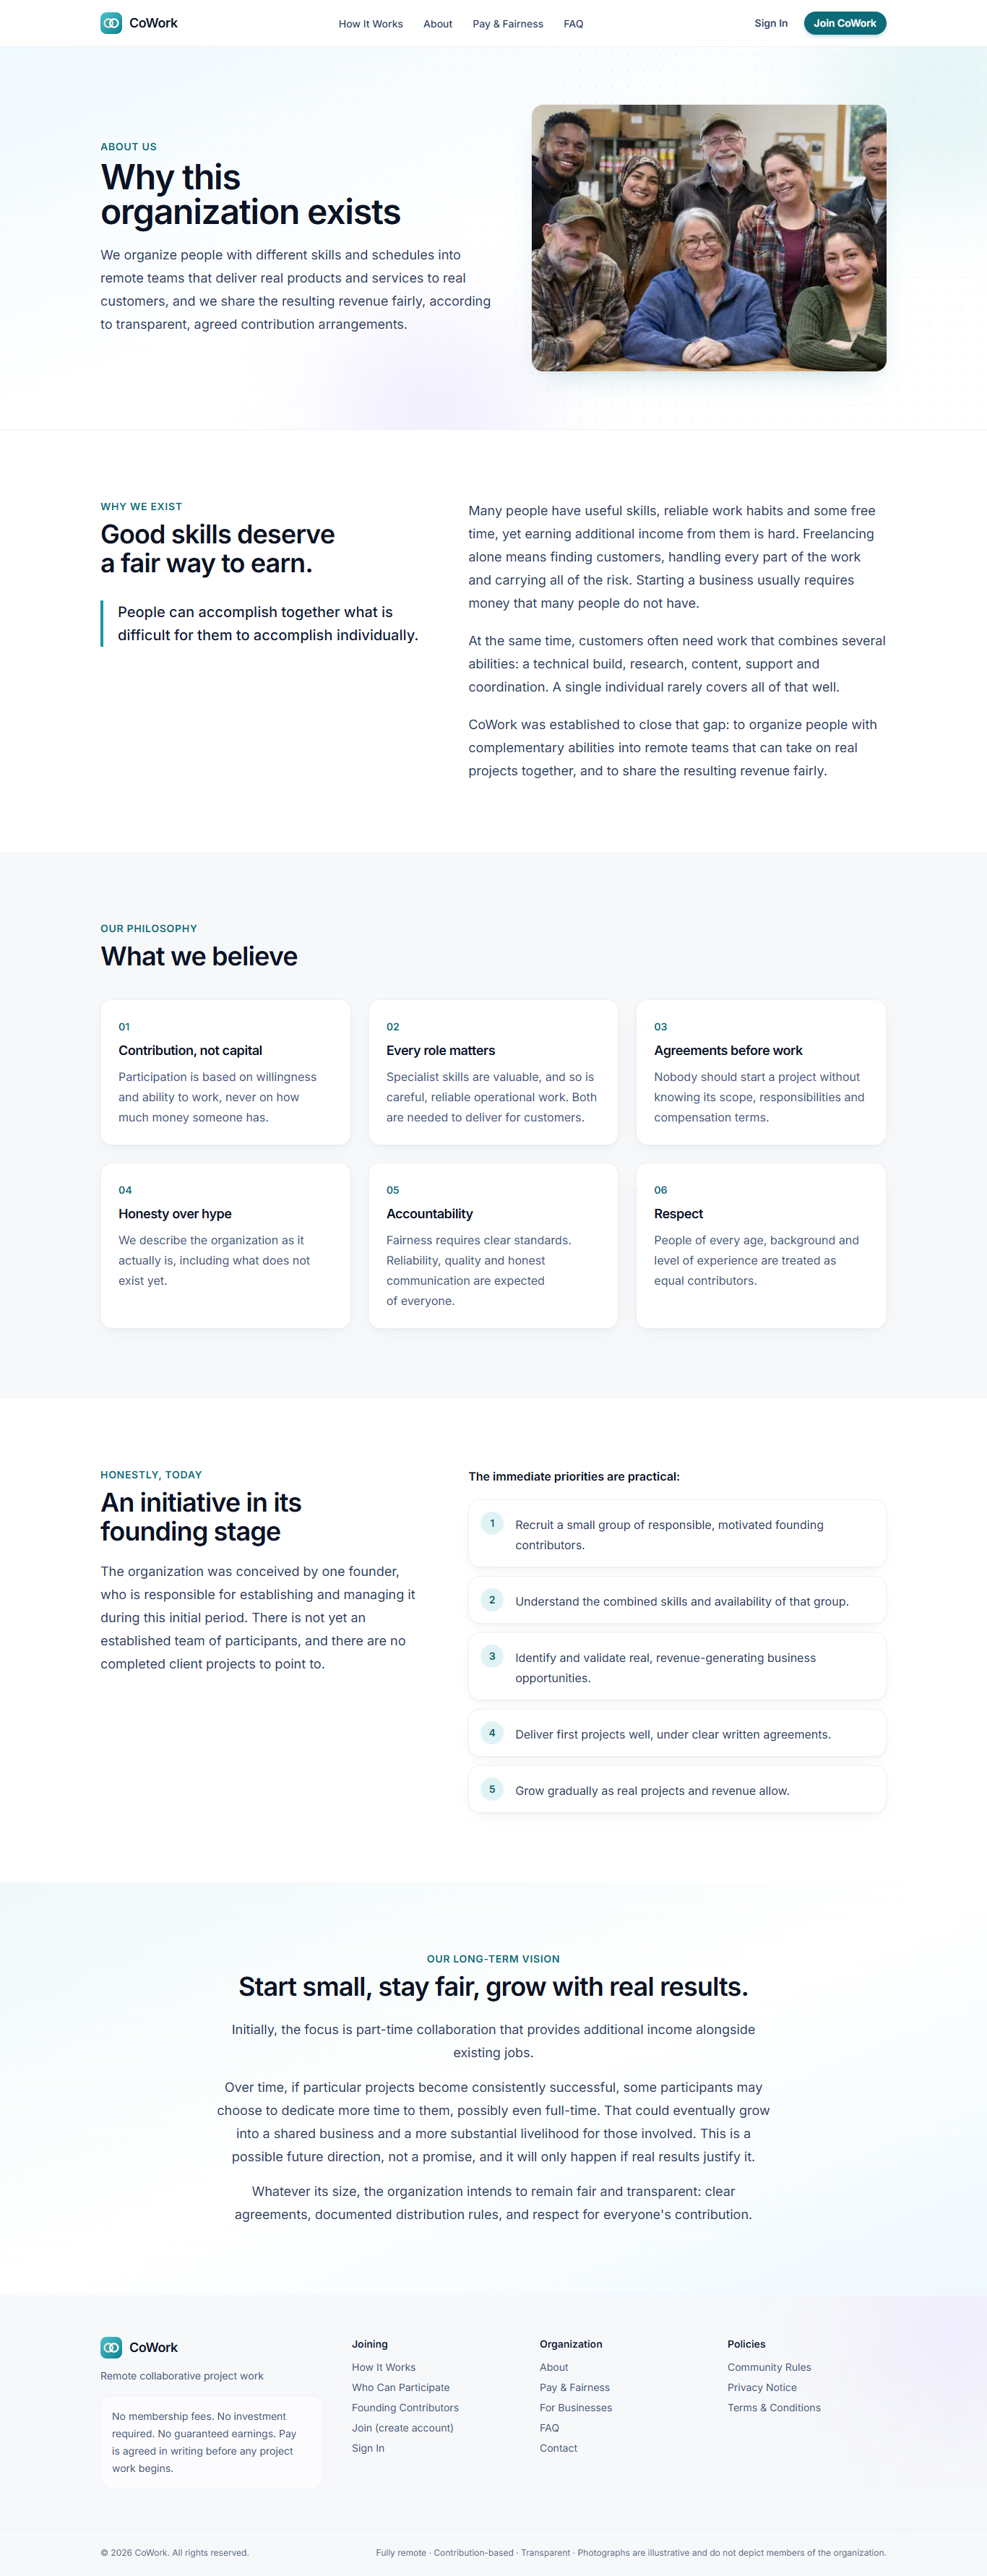 CoWork
How It Works
About
Pay & Fairness
FAQ
Sign In
Join CoWork
ABOUT US
Why this
organization exists
We organize people with different skills and schedules into
remote teams that deliver real products and services to real
customers, and we share the resulting revenue fairly, according
to transparent, agreed contribution arrangements.
WHY WE EXIST
Good skills deserve
a fair way to earn.
People can accomplish together what is
difficult for them to accomplish individually.
Many people have useful skills, reliable work habits and some free
time, yet earning additional income from them is hard. Freelancing
alone means finding customers, handling every part of the work
and carrying all of the risk. Starting a business usually requires
money that many people do not have.
At the same time, customers often need work that combines several
abilities: a technical build, research, content, support and
coordination. A single individual rarely covers all of that well.
CoWork was established to close that gap: to organize people with
complementary abilities into remote teams that can take on real
projects together, and to share the resulting revenue fairly.
OUR PHILOSOPHY
What we believe
01
Contribution, not capital
Participation is based on willingness
and ability to work, never on how
much money someone has.
02
Every role matters
Specialist skills are valuable, and so is
careful, reliable operational work. Both
are needed to deliver for customers.
03
Agreements before work
Nobody should start a project without
knowing its scope, responsibilities and
compensation terms.
04
Honesty over hype
We describe the organization as it
actually is, including what does not
exist yet.
05
Accountability
Fairness requires clear standards.
Reliability, quality and honest
communication are expected
of everyone.
06
Respect
People of every age, background and
level of experience are treated as
equal contributors.
HONESTLY, TODAY
An initiative in its
founding stage
The organization was conceived by one founder,
who is responsible for establishing and managing it
during this initial period. There is not yet an
established team of participants, and there are no
completed client projects to point to.
The immediate priorities are practical:
1
Recruit a small group of responsible, motivated founding
contributors.
2
Understand the combined skills and availability of that group.
3
Identify and validate real, revenue-generating business
opportunities.
4
Deliver first projects well, under clear written agreements.
5
Grow gradually as real projects and revenue allow.
OUR LONG-TERM VISION
Start small, stay fair, grow with real results.
Initially, the focus is part-time collaboration that provides additional income alongside
existing jobs.
Over time, if particular projects become consistently successful, some participants may
choose to dedicate more time to them, possibly even full-time. That could eventually grow
into a shared business and a more substantial livelihood for those involved. This is a
possible future direction, not a promise, and it will only happen if real results justify it.
Whatever its size, the organization intends to remain fair and transparent: clear
agreements, documented distribution rules, and respect for everyone's contribution.
CoWork
Remote collaborative project work
No membership fees. No investment
required. No guaranteed earnings. Pay
is agreed in writing before any project
work begins.
Joining
How It Works
Who Can Participate
Founding Contributors
Join (create account)
Sign In
Organization
About
Pay & Fairness
For Businesses
FAQ
Contact
Policies
Community Rules
Privacy Notice
Terms & Conditions
© 2026 CoWork. All rights reserved.
Fully remote · Contribution-based · Transparent · Photographs are illustrative and do not depict members of the organization.